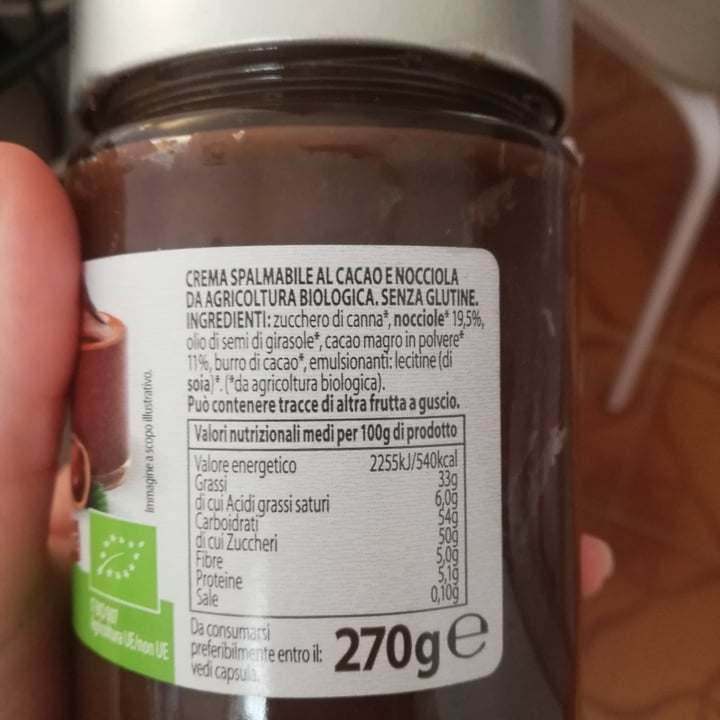 CREMA SPALMABILE AL CACAO E NOCCIOLA
DA AGRICOLTURA BIOLOGICA. SENZA GLUTINE.
INGREDIENTI: zucchero di canna*, nocciole* 19,5%,
olio di semi di girasole*, cacao magro in polvere*
11%, burro di cacao*, emulsionanti: lecitine (di
soia)*. (*da agricoltura biologica).
Può contenere tracce di altra frutta a guscio.
Valori nutrizionali medi per 100g di prodotto
Valore energetico 2255kJ/540kcal
Grassi 33g
di cui Acidi grassi saturi 6,0g
Carboidrati 54g
di cui Zuccheri 50g
Fibre 5,0g
Proteine 5,1g
Sale 0,10g
Da consumarsi
preferibilmente entro il:
vedi capsula.
270g e
Immagine a scopo illustrativo.
Agricoltura UE/non UE